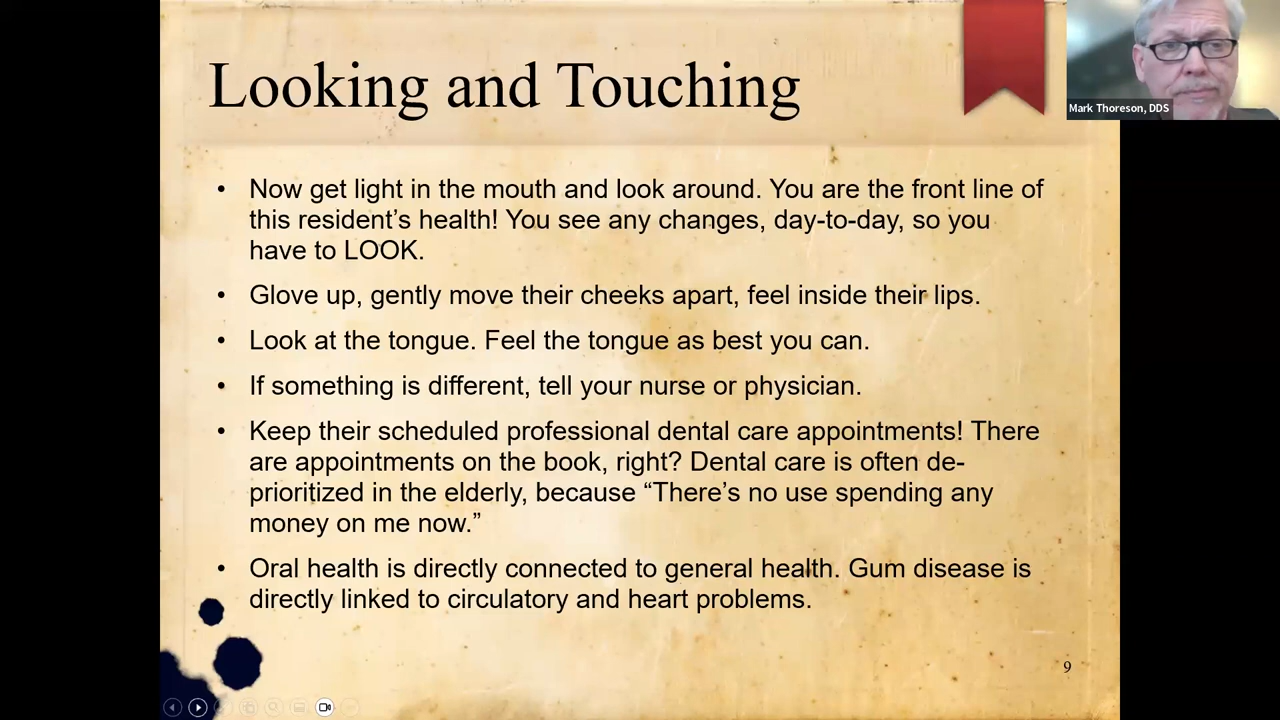 Looking and Touching
Mark Thoreson, DDS
• Now get light in the mouth and look around. You are the front line of
this resident’s health! You see any changes, day-to-day, so you
have to LOOK.
• Glove up, gently move their cheeks apart, feel inside their lips.
• Look at the tongue. Feel the tongue as best you can.
• If something is different, tell your nurse or physician.
• Keep their scheduled professional dental care appointments! There
are appointments on the book, right? Dental care is often de-
prioritized in the elderly, because “There’s no use spending any
money on me now.”
• Oral health is directly connected to general health. Gum disease is
directly linked to circulatory and heart problems.
9